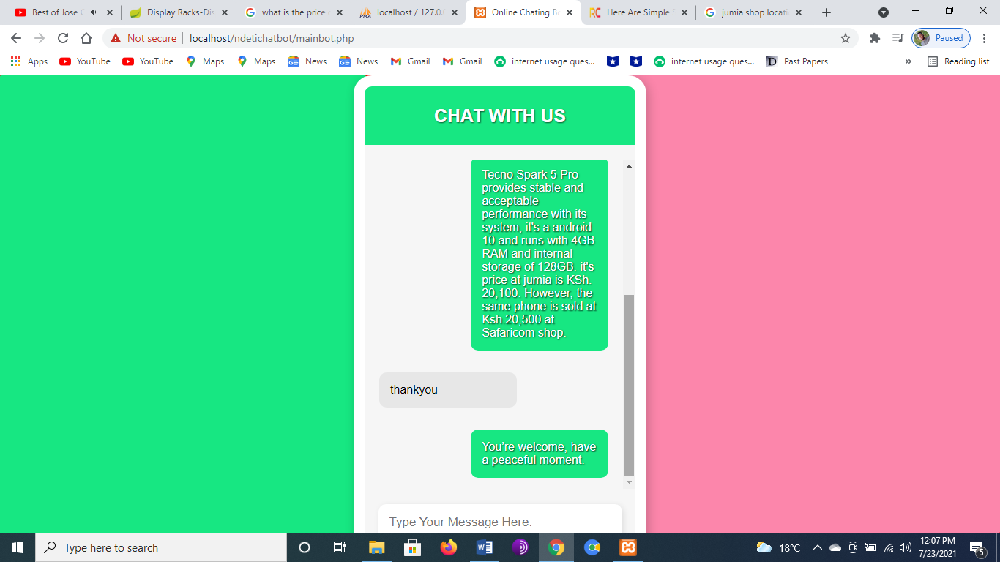 Best of Jose
Display Racks-Dis
what is the price
localhost / 127.0.
Online Chating Bo
Here Are Simple
jumia shop locati
Not secure
localhost/ndetichatbot/mainbot.php
Paused
Apps
YouTube
YouTube
Maps
Maps
News
News
Gmail
Gmail
internet usage ques...
internet usage ques...
Past Papers
»
Reading list
CHAT WITH US
Tecno Spark 5 Pro
provides stable and
acceptable
performance with its
system, it's a android
10 and runs with 4GB
RAM and internal
storage of 128GB. it's
price at jumia is KSh.
20,100. However, the
same phone is sold at
Ksh.20,500 at
Safaricom shop.
thankyou
You're welcome, have
a peaceful moment.
Type Your Message Here.
Type here to search
18°C
12:07 PM
7/23/2021
5